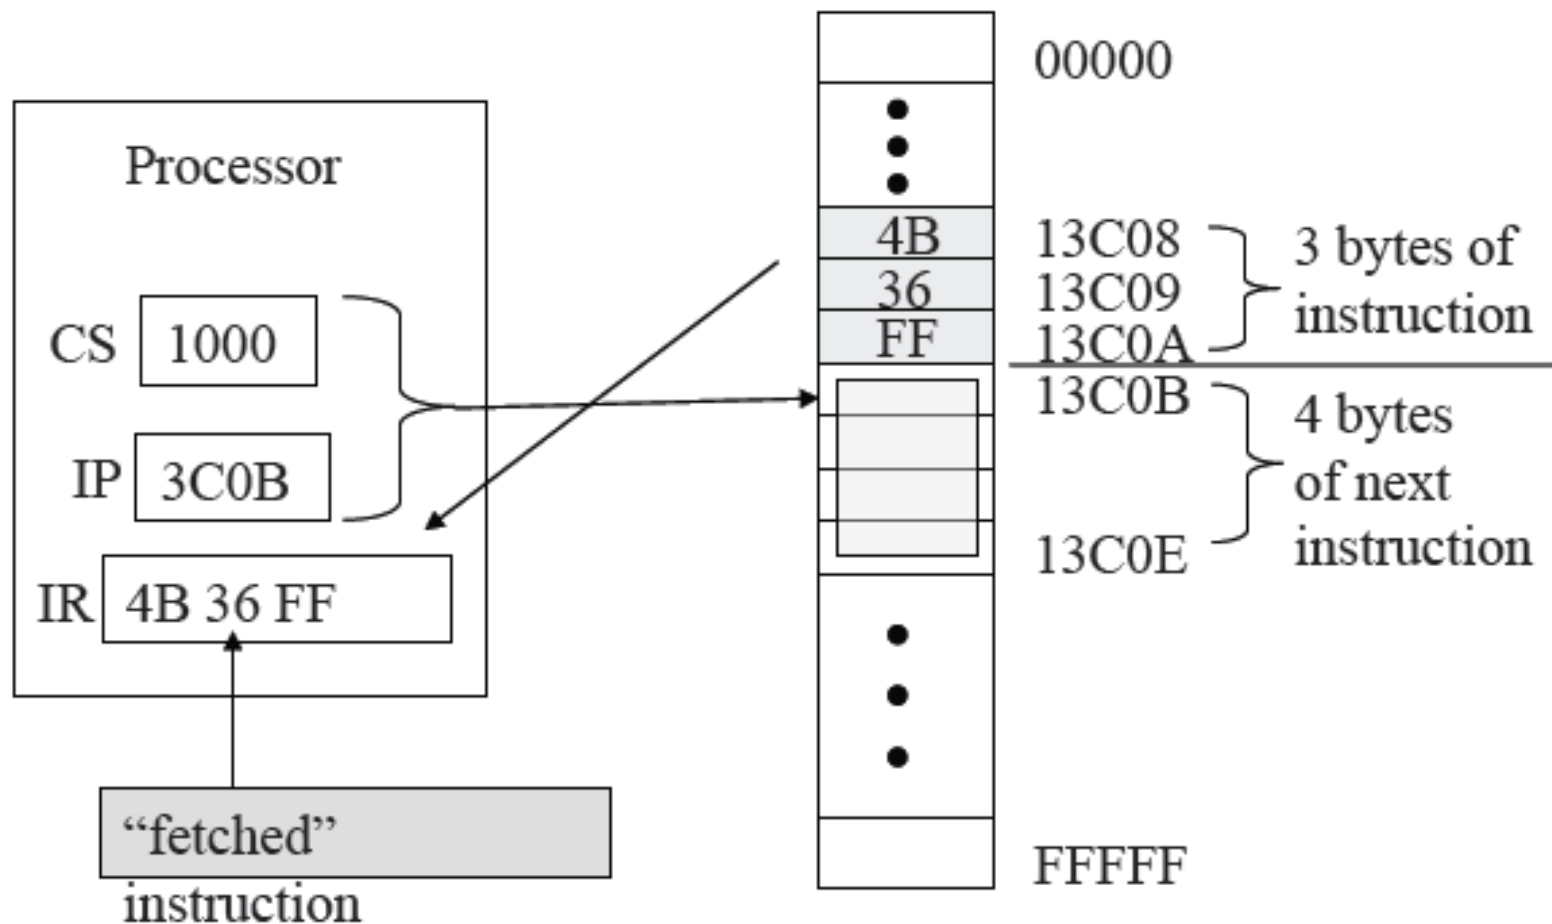 Processor
CS 1000
IP 3C0B
IR 4B 36 FF
“fetched”
instruction
00000
4B 13C08
36 13C09
FF 13C0A
3 bytes of
instruction
13C0B
13C0E
4 bytes
of next
instruction
FFFFF